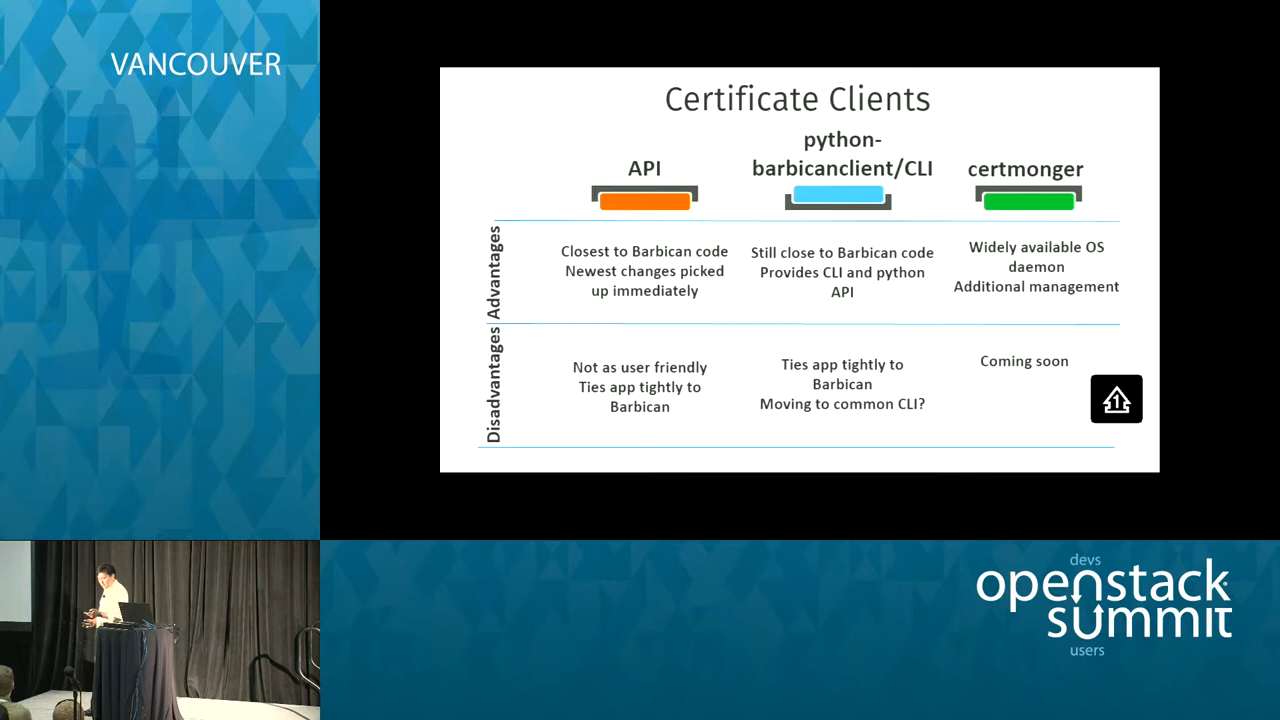 VANCOUVER
Certificate Clients
API
python-
barbicanclient/CLI
certmonger
Advantages
Closest to Barbican code
Newest changes picked
up immediately
Still close to Barbican code
Provides CLI and python
API
Widely available OS
daemon
Additional management
Disadvantages
Not as user friendly
Ties app tightly to
Barbican
Ties app tightly to
Barbican
Moving to common CLI?
Coming soon
1
devs
openstack
summit
users